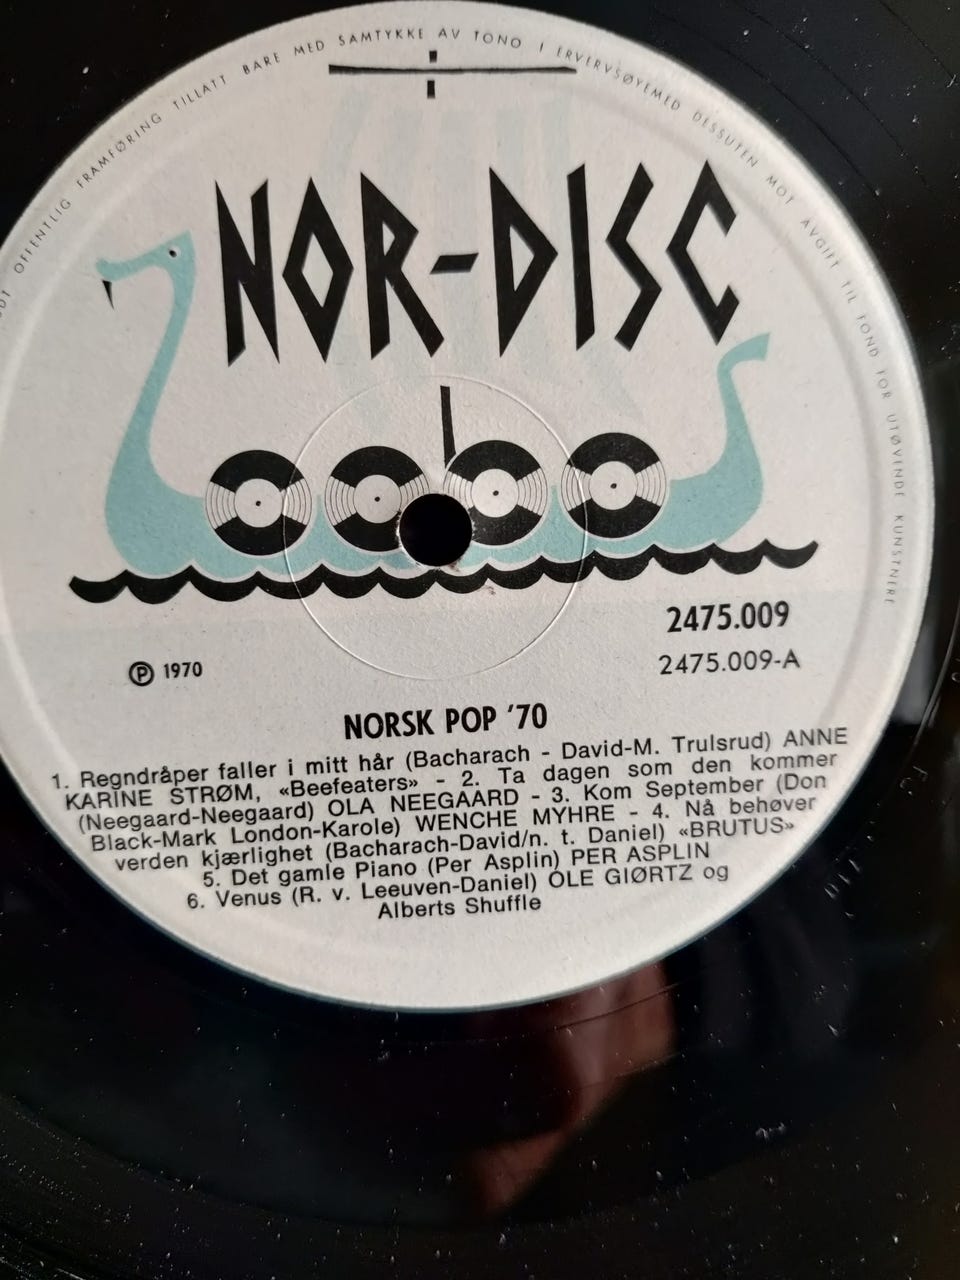 ODT OFFENTLIG FRAMFØRING TILLATT BARE MED SAMTYKKE AV TONO I ERVERVSØYEMED DESSUTEN MOT AVGIFT TIL FOND FOR UTØVENDE KUNSTNERE
NOR-DISC
2475.009
℗ 1970
2475.009-A
NORSK POP '70
1. Regndråper faller i mitt hår (Bacharach - David-M. Trulsrud) ANNE
KARINE STRØM, «Beefeaters» - 2. Ta dagen som den kommer
(Neegaard-Neegaard) OLA NEEGAARD - 3. Kom September (Don
Black-Mark London-Karole) WENCHE MYHRE - 4. Nå behøver
verden kjærlighet (Bacharach-David/n. t. Daniel) «BRUTUS»
5. Det gamle Piano (Per Asplin) PER ASPLIN
6. Venus (R. v. Leeuven-Daniel) OLE GIØRTZ og
Alberts Shuffle